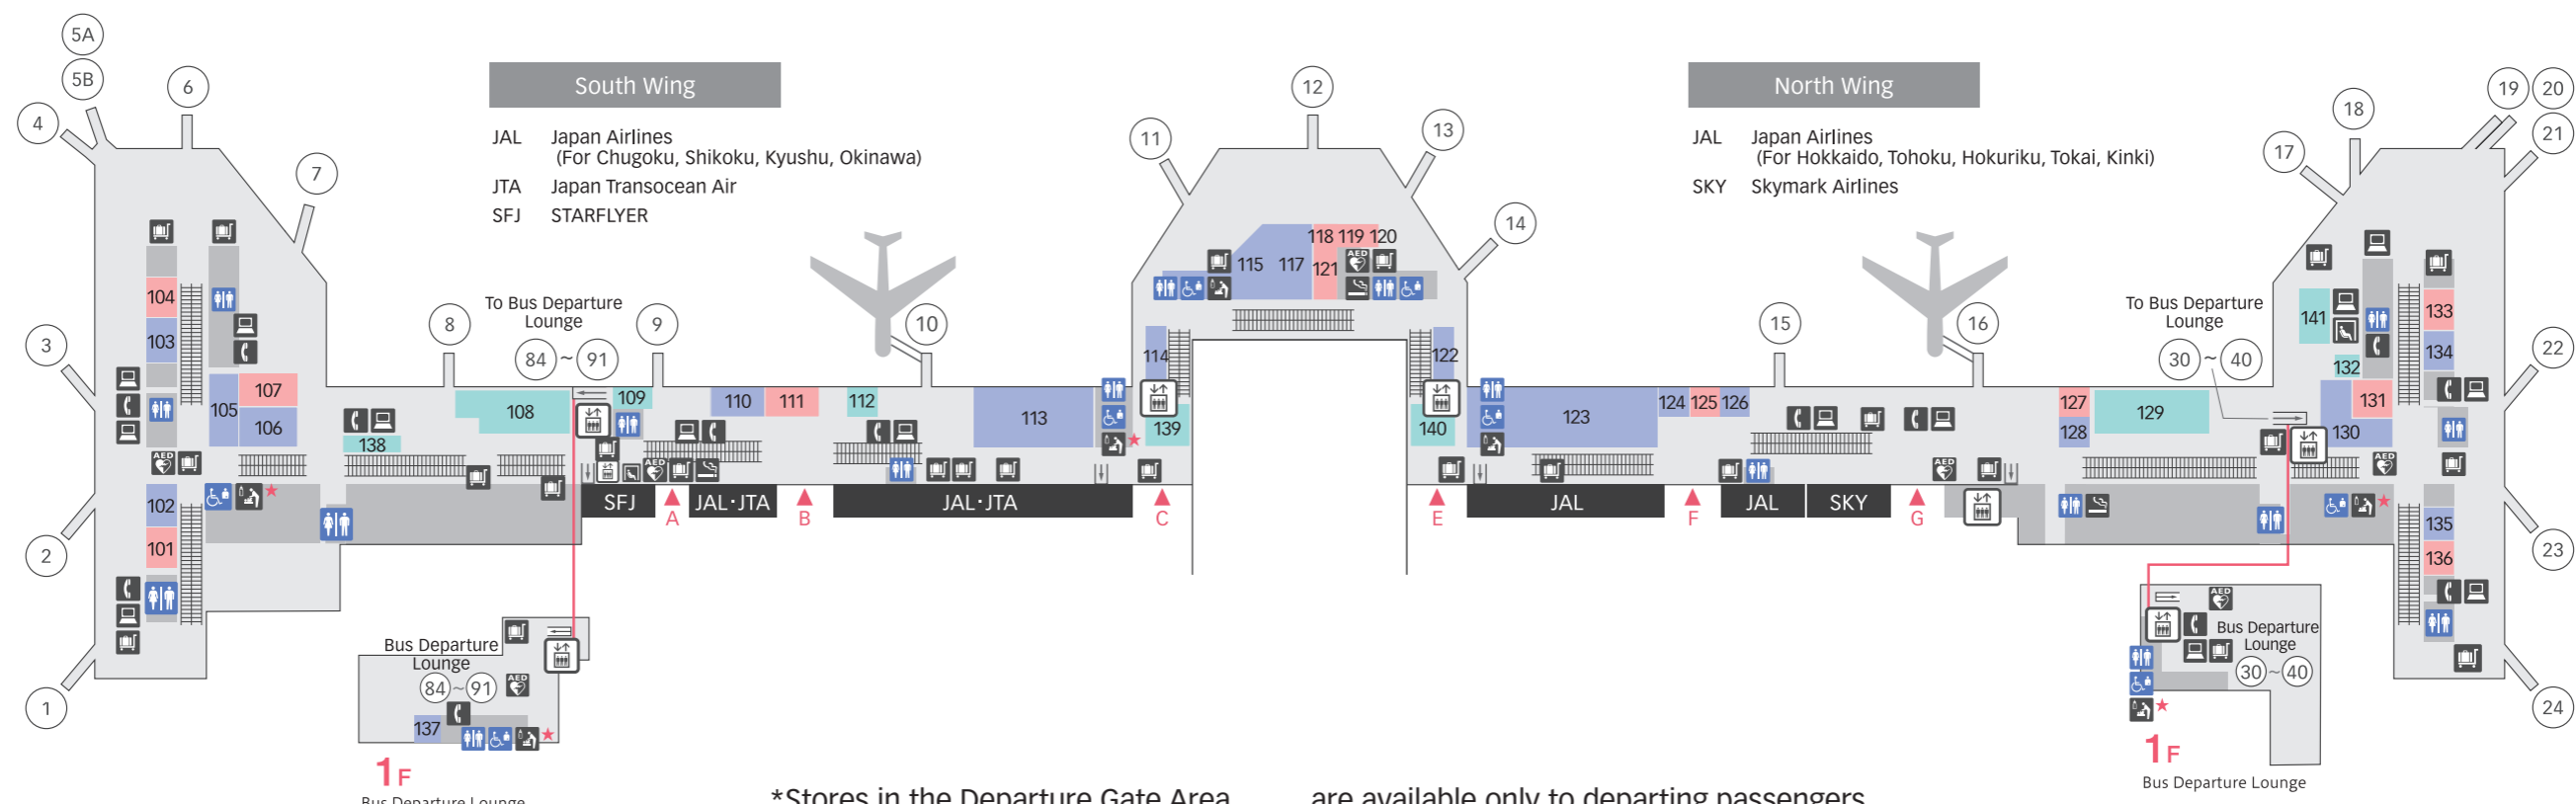 5A
5B
4
6
7
3
2
1
South Wing
JAL Japan Airlines
(For Chugoku, Shikoku, Kyushu, Okinawa)
JTA Japan Transocean Air
SFJ STARFLYER
To Bus Departure
Lounge
84 ~ 91
8
9
10
104
103
107
105
106
102
101
138
108
109
110
111
112
113
AED
AED
SFJ
A
JAL·JTA
B
JAL·JTA
C
Bus Departure
Lounge
84 ~ 91
AED
137
1F
Bus Departure Lounge
11
12
13
14
118 119 120
115 117 121
AED
114
122
139
140
North Wing
JAL Japan Airlines
(For Hokkaido, Tohoku, Hokuriku, Tokai, Kinki)
SKY Skymark Airlines
15
16
To Bus Departure
Lounge
30 ~ 40
17
18
19
20
21
22
23
24
123
124 125 126
127
128
129
130
131
132
141
133
134
135
136
AED
AED
E
JAL
F
JAL
SKY
G
AED
Bus Departure
Lounge
30 ~ 40
1F
Bus Departure Lounge
*Stores in the Departure Gate Area are available only to departing passengers